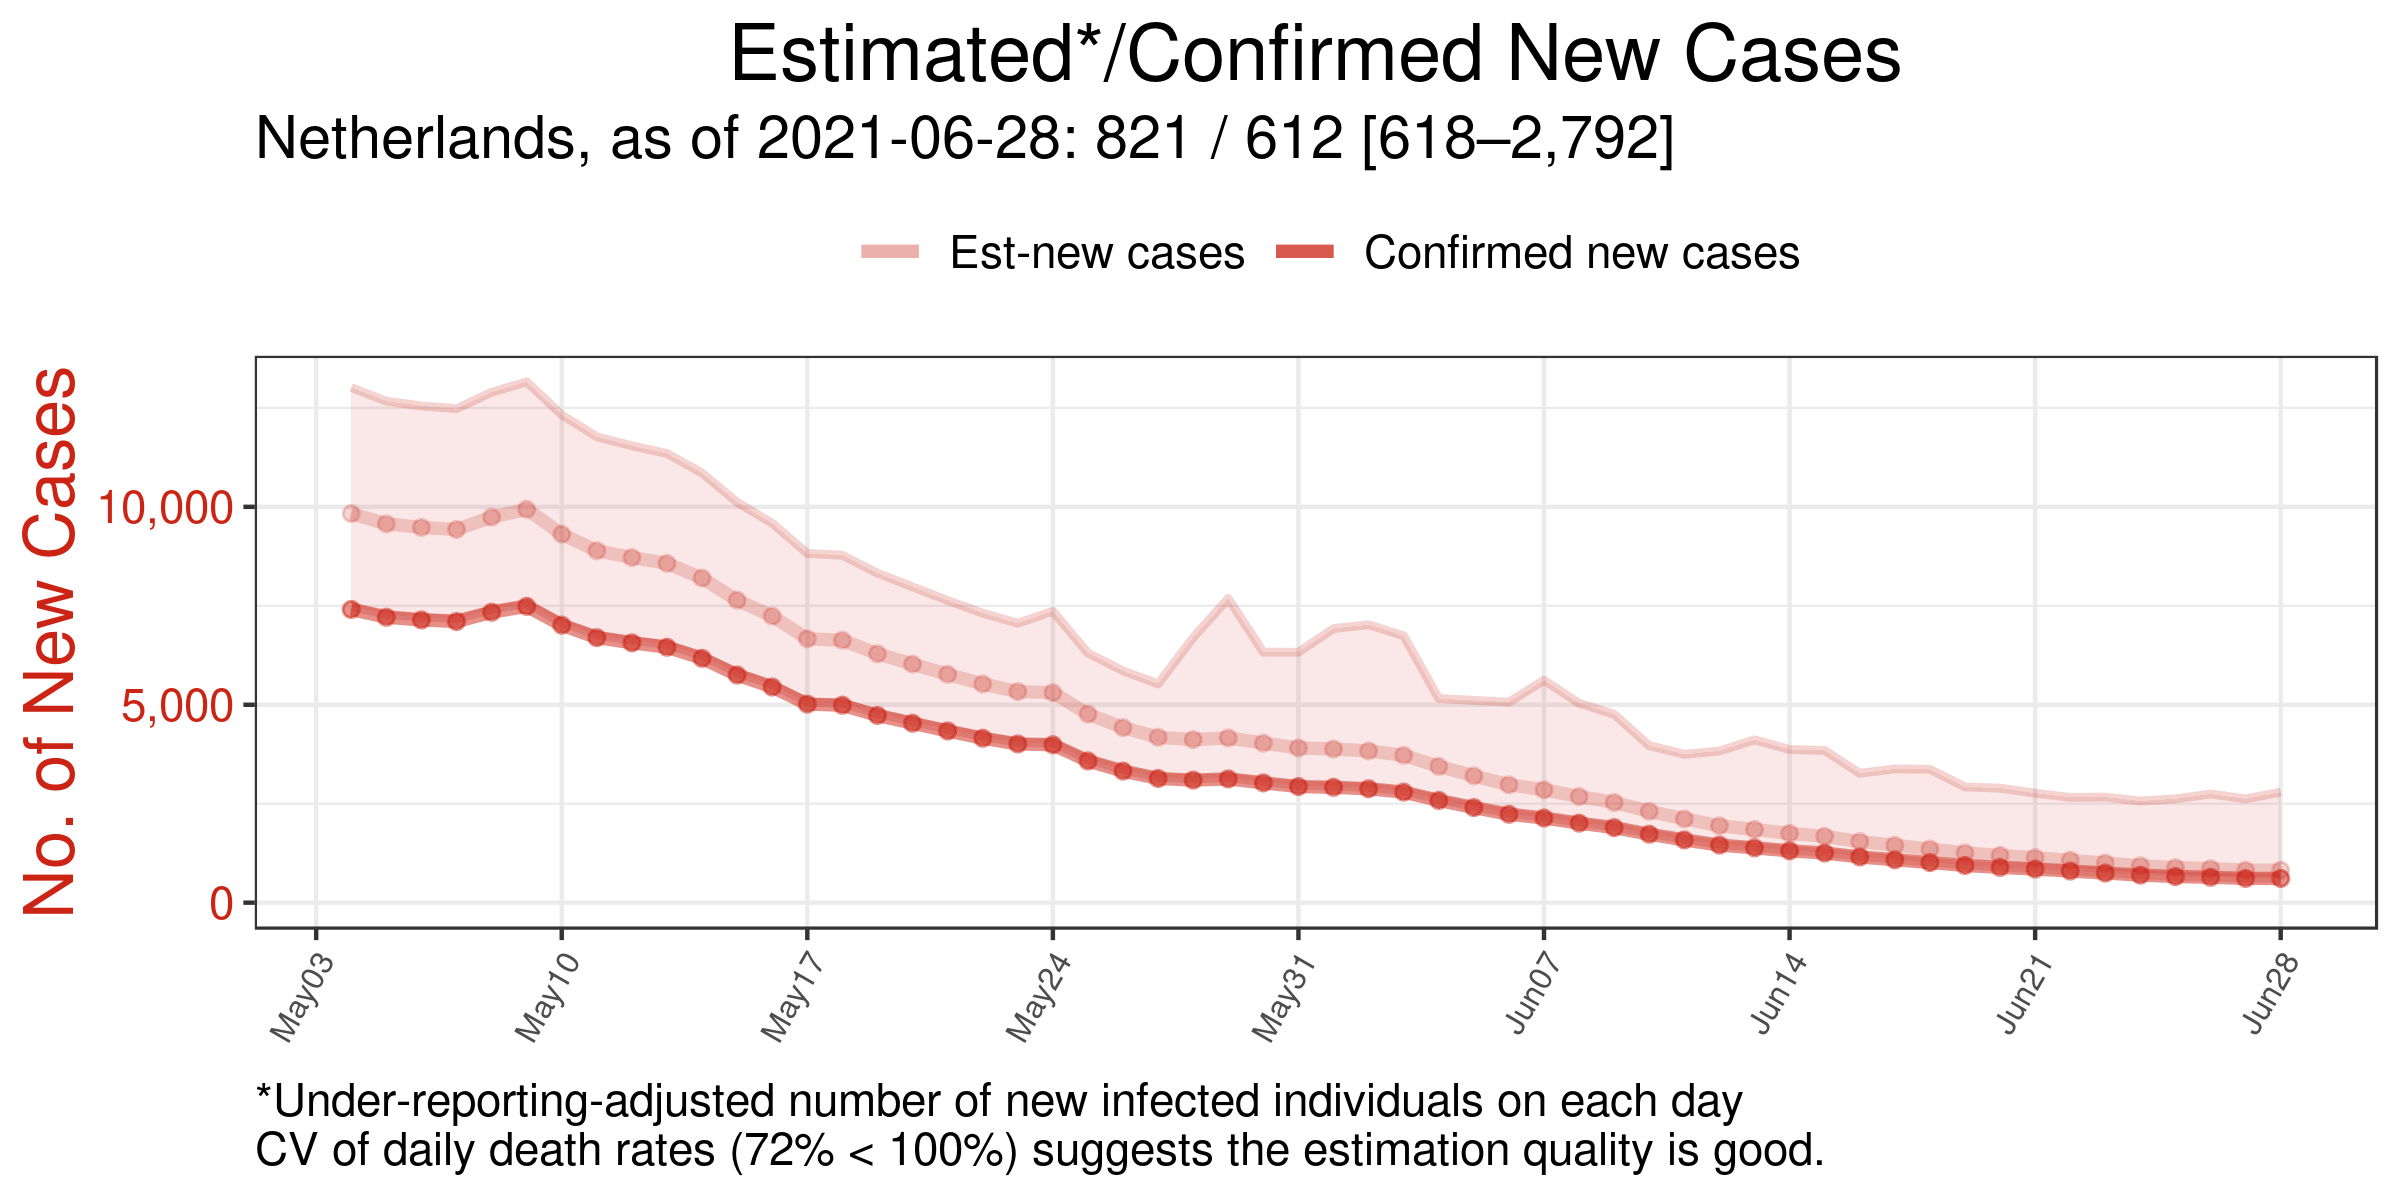 Estimated*/Confirmed New Cases
Netherlands, as of 2021-06-28: 821 / 612 [618–2,792]
Est-new cases
Confirmed new cases
No. of New Cases
10,000
5,000
0
May03
May10
May17
May24
May31
Jun07
Jun14
Jun21
Jun28
*Under-reporting-adjusted number of new infected individuals on each day
CV of daily death rates (72% < 100%) suggests the estimation quality is good.